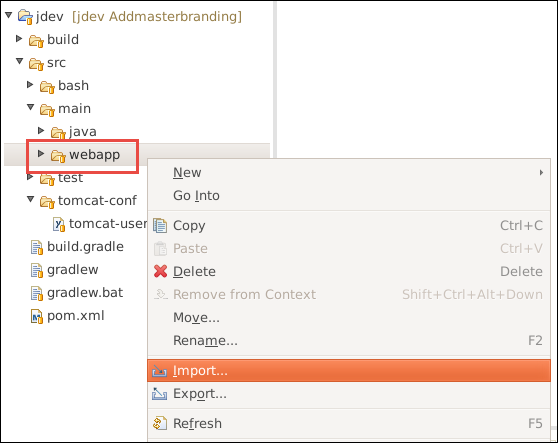 jdev [jdev Addmasterbranding]
build
src
bash
main
java
webapp
test
tomcat-conf
tomcat-user
build.gradle
gradlew
gradlew.bat
pom.xml
New
Go Into
Copy Ctrl+C
Paste Ctrl+V
Delete Delete
Remove from Context Shift+Ctrl+Alt+Down
Move...
Rename... F2
Import...
Export...
Refresh F5